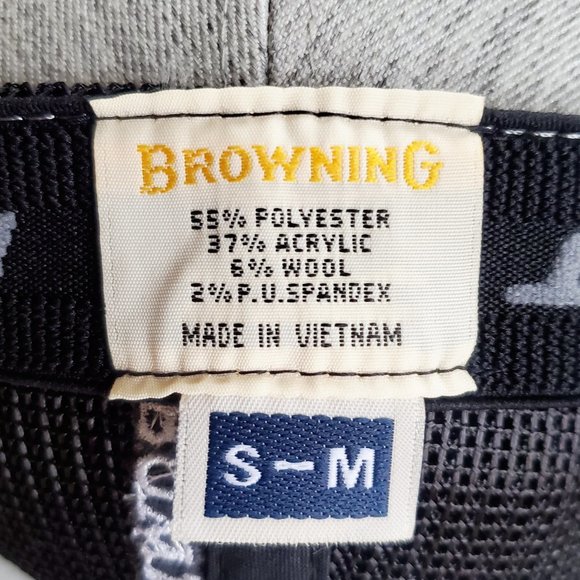 BROWNING
55% POLYESTER
37% ACRYLIC
6% WOOL
2% P.U.SPANDEX
MADE IN VIETNAM
S-M